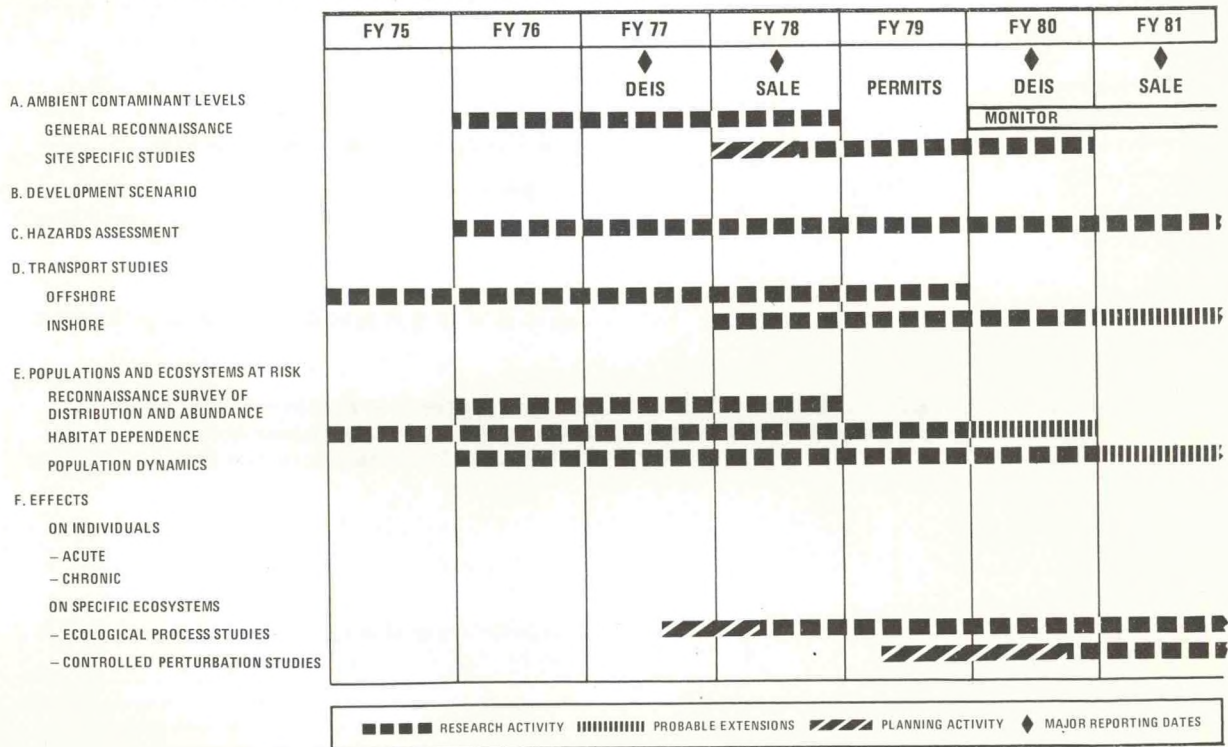 FY 75 FY 76 FY 77 FY 78 FY 79 FY 80 FY 81
DEIS SALE PERMITS DEIS SALE
A. AMBIENT CONTAMINANT LEVELS
GENERAL RECONNAISSANCE
MONITOR
SITE SPECIFIC STUDIES
B. DEVELOPMENT SCENARIO
C. HAZARDS ASSESSMENT
D. TRANSPORT STUDIES
OFFSHORE
INSHORE
E. POPULATIONS AND ECOSYSTEMS AT RISK
RECONNAISSANCE SURVEY OF
DISTRIBUTION AND ABUNDANCE
HABITAT DEPENDENCE
POPULATION DYNAMICS
F. EFFECTS
ON INDIVIDUALS
– ACUTE
– CHRONIC
ON SPECIFIC ECOSYSTEMS
– ECOLOGICAL PROCESS STUDIES
– CONTROLLED PERTURBATION STUDIES
RESEARCH ACTIVITY PROBABLE EXTENSIONS PLANNING ACTIVITY MAJOR REPORTING DATES